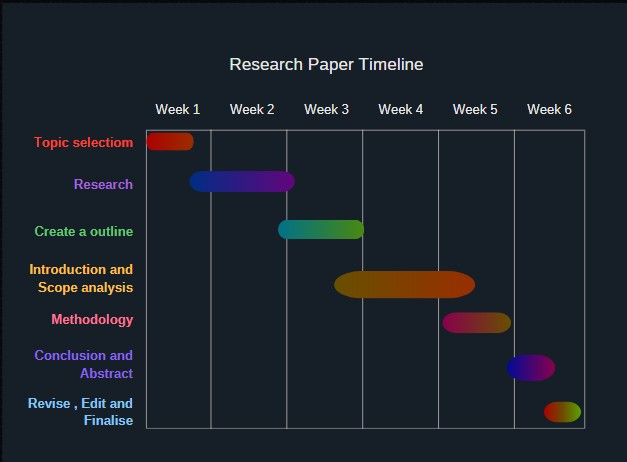 Research Paper Timeline
Week 1 Week 2 Week 3 Week 4 Week 5 Week 6
Topic selectiom
Research
Create a outline
Introduction and
Scope analysis
Methodology
Conclusion and
Abstract
Revise , Edit and
Finalise